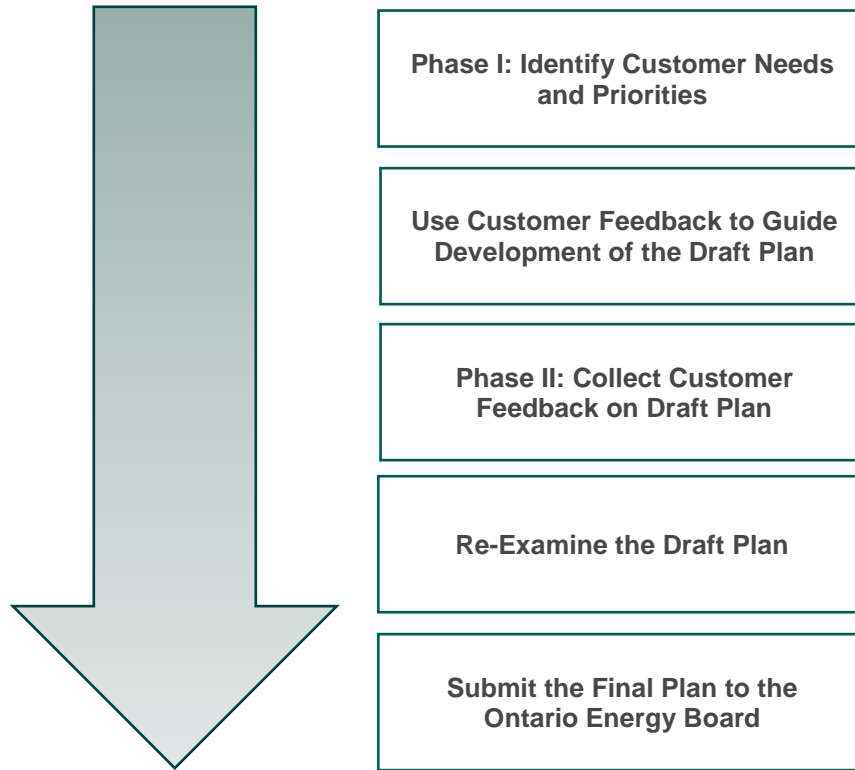 Phase I: Identify Customer Needs
and Priorities
Use Customer Feedback to Guide
Development of the Draft Plan
Phase II: Collect Customer
Feedback on Draft Plan
Re-Examine the Draft Plan
Submit the Final Plan to the
Ontario Energy Board